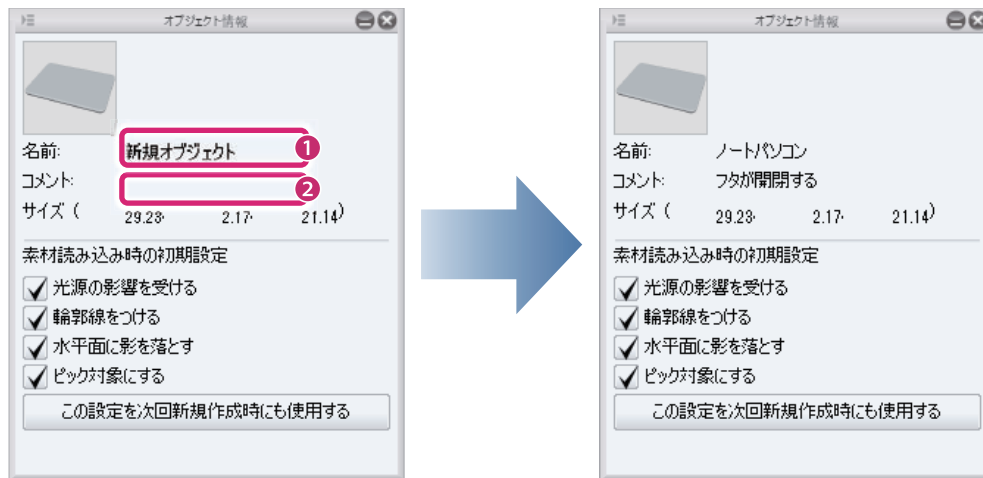 オブジェクト情報
名前: 新規オブジェクト ❶
コメント: ❷
サイズ ( 29.23, 2.17, 21.14)
素材読み込み時の初期設定
光源の影響を受ける
輪郭線をつける
水平面に影を落とす
ピック対象にする
この設定を次回新規作成時にも使用する
オブジェクト情報
名前: ノートパソコン
コメント: フタが開閉する
サイズ ( 29.23, 2.17, 21.14)
素材読み込み時の初期設定
光源の影響を受ける
輪郭線をつける
水平面に影を落とす
ピック対象にする
この設定を次回新規作成時にも使用する